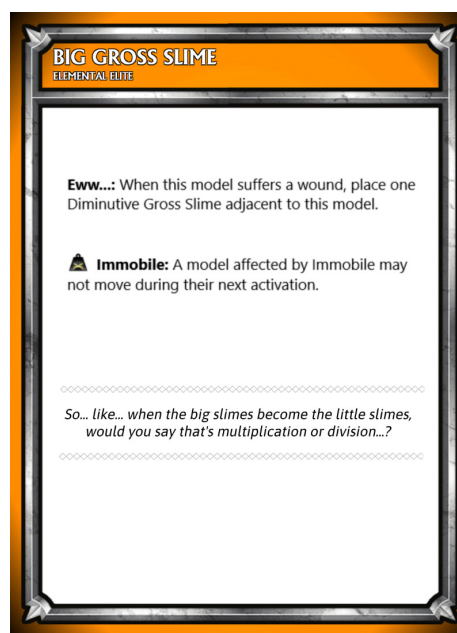 BIG GROSS SLIME
ELEMENTAL ELITE
Eww...: When this model suffers a wound, place one
Diminutive Gross Slime adjacent to this model.
Immobile: A model affected by Immobile may
not move during their next activation.
So... like... when the big slimes become the little slimes,
would you say that's multiplication or division...?